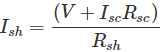 I_{sh} = \frac{(V + I_{sc} R_{sc})}{R_{sh}}